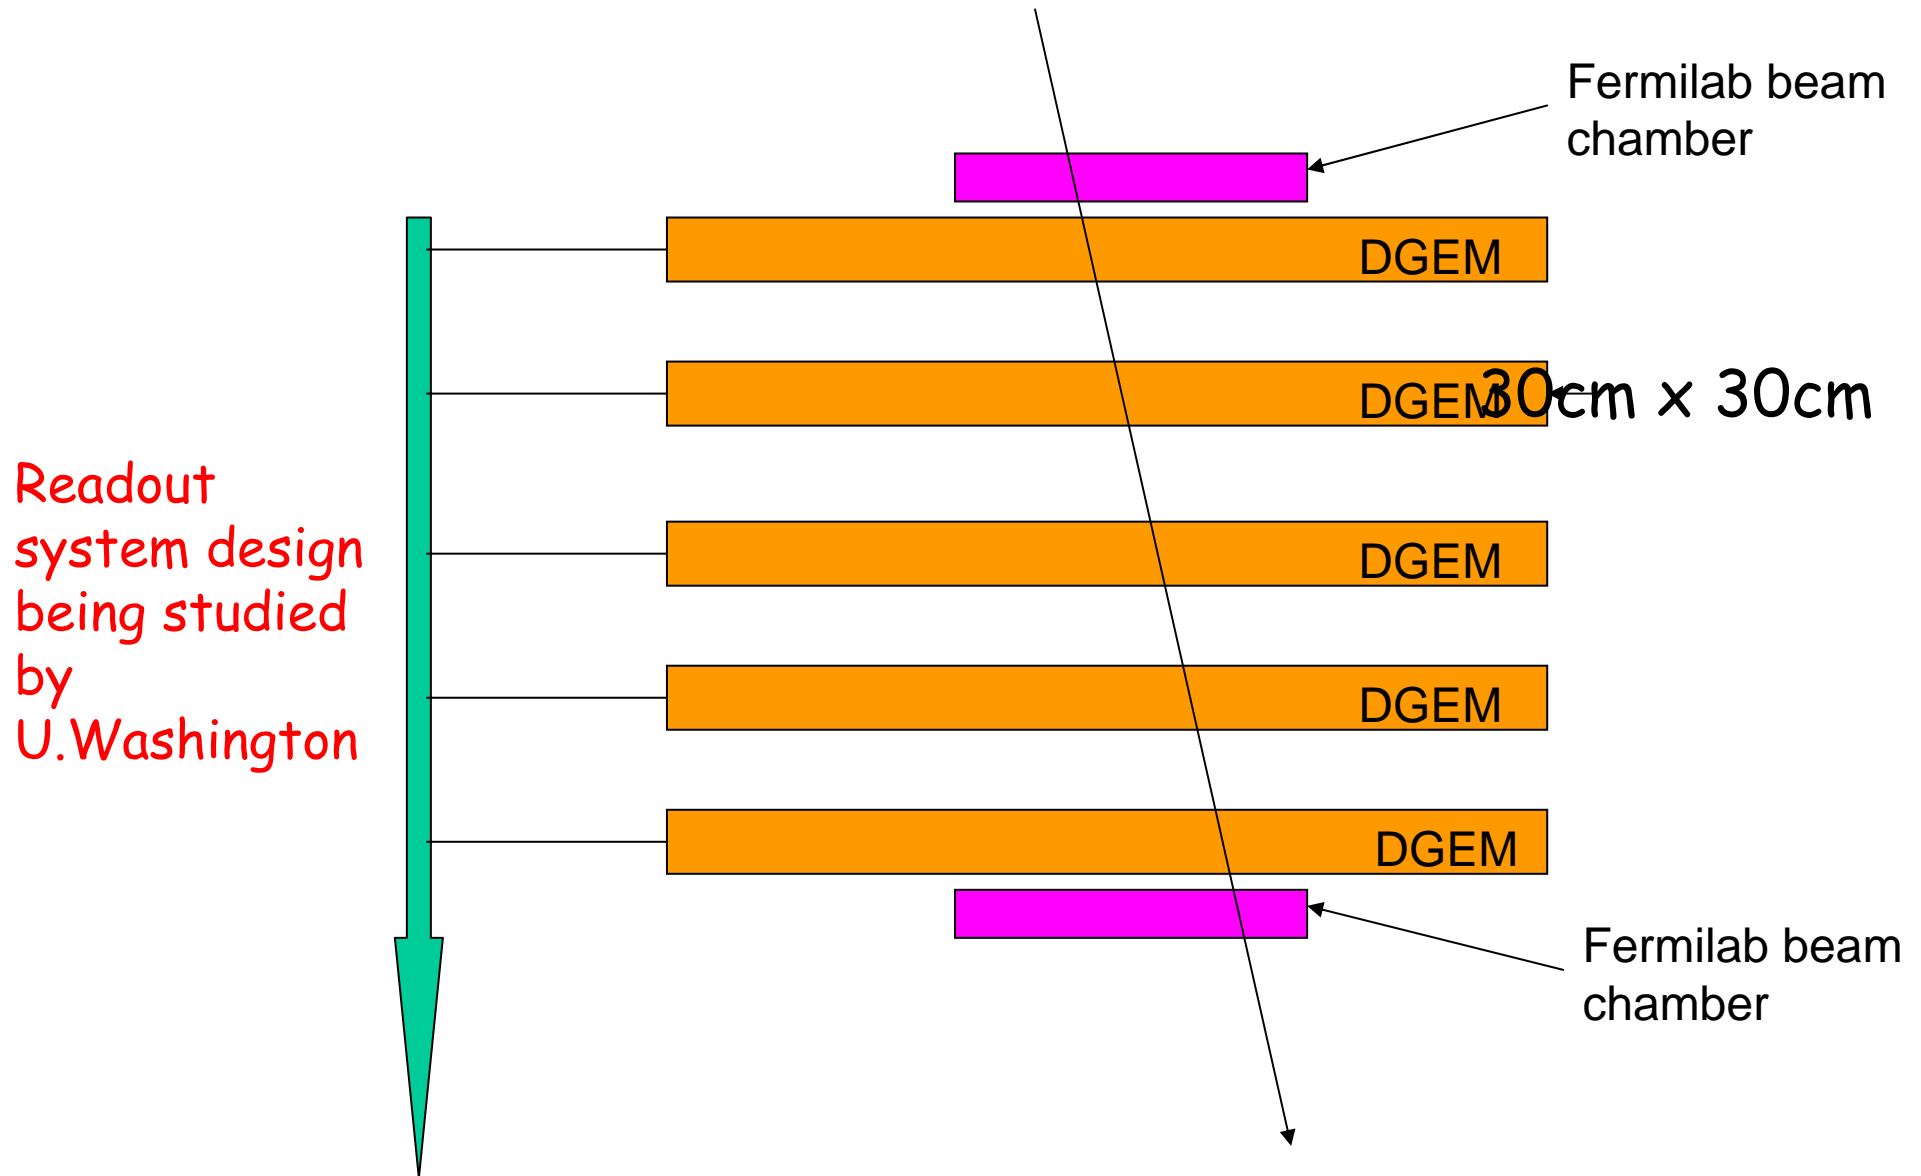 Fermilab beam
chamber
DGEM
DGEM
30cm x 30cm
Readout
system design
being studied
by
U.Washington
DGEM
DGEM
DGEM
Fermilab beam
chamber